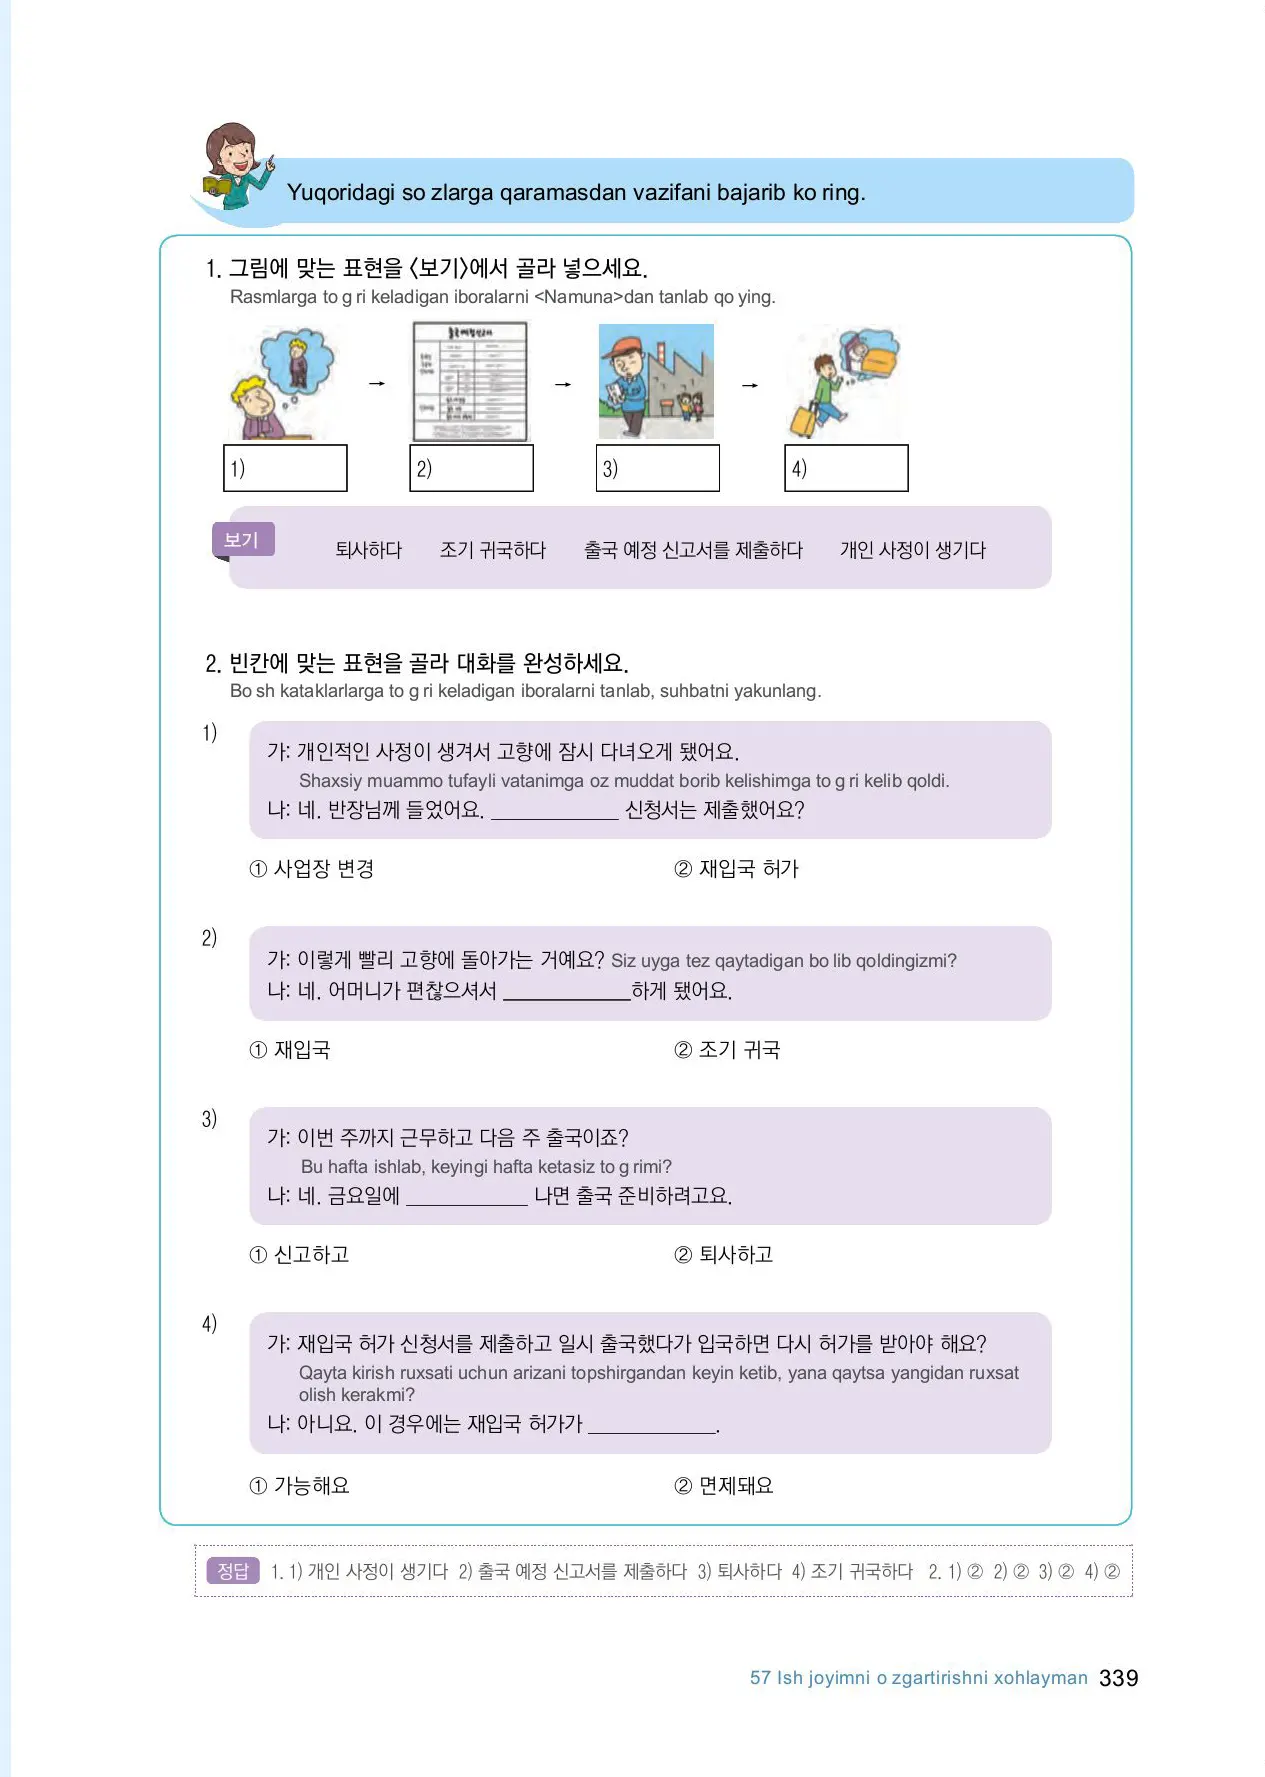 Yuqoridagi so zlarga qaramasdan vazifani bajarib ko ring.
1. 그림에 맞는 표현을 〈보기〉에서 골라 넣으세요.
Rasmlarga to g ri keladigan iboralarni <Namuna>dan tanlab qo ying.
출국예정신고서
→ → →
1) 2) 3) 4)
보기 퇴사하다 조기 귀국하다 출국 예정 신고서를 제출하다 개인 사정이 생기다
2. 빈칸에 맞는 표현을 골라 대화를 완성하세요.
Bo sh kataklarlarga to g ri keladigan iboralarni tanlab, suhbatni yakunlang.
1)
가: 개인적인 사정이 생겨서 고향에 잠시 다녀오게 됐어요.
Shaxsiy muammo tufayli vatanimga oz muddat borib kelishimga to g ri kelib qoldi.
나: 네. 반장님께 들었어요. ____________ 신청서는 제출했어요?
① 사업장 변경 ② 재입국 허가
2)
가: 이렇게 빨리 고향에 돌아가는 거예요? Siz uyga tez qaytadigan bo lib qoldingizmi?
나: 네. 어머니가 편찮으셔서 ____________하게 됐어요.
① 재입국 ② 조기 귀국
3)
가: 이번 주까지 근무하고 다음 주 출국이죠?
Bu hafta ishlab, keyingi hafta ketasiz to g rimi?
나: 네. 금요일에 ____________ 나면 출국 준비하려고요.
① 신고하고 ② 퇴사하고
4)
가: 재입국 허가 신청서를 제출하고 일시 출국했다가 입국하면 다시 허가를 받아야 해요?
Qayta kirish ruxsati uchun arizani topshirgandan keyin ketib, yana qaytsa yangidan ruxsat
olish kerakmi?
나: 아니요. 이 경우에는 재입국 허가가 ____________.
① 가능해요 ② 면제돼요
정답 1. 1) 개인 사정이 생기다 2) 출국 예정 신고서를 제출하다 3) 퇴사하다 4) 조기 귀국하다 2. 1) ② 2) ② 3) ② 4) ②
57 Ish joyimni o zgartirishni xohlayman 339